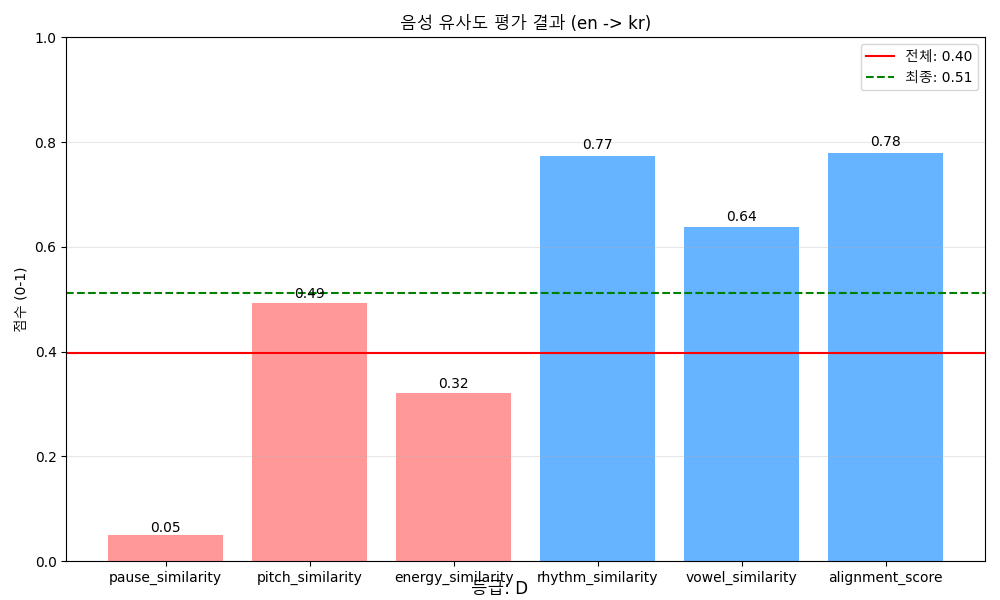 음성 유사도 평가 결과 (en -> kr)
전체: 0.40
최종: 0.51
점수 (0-1)
1.0
0.8
0.6
0.4
0.2
0.0
0.05
0.49
0.32
0.77
0.64
0.78
pause_similarity
pitch_similarity
energy_similarity
rhythm_similarity
vowel_similarity
alignment_score
등급: D